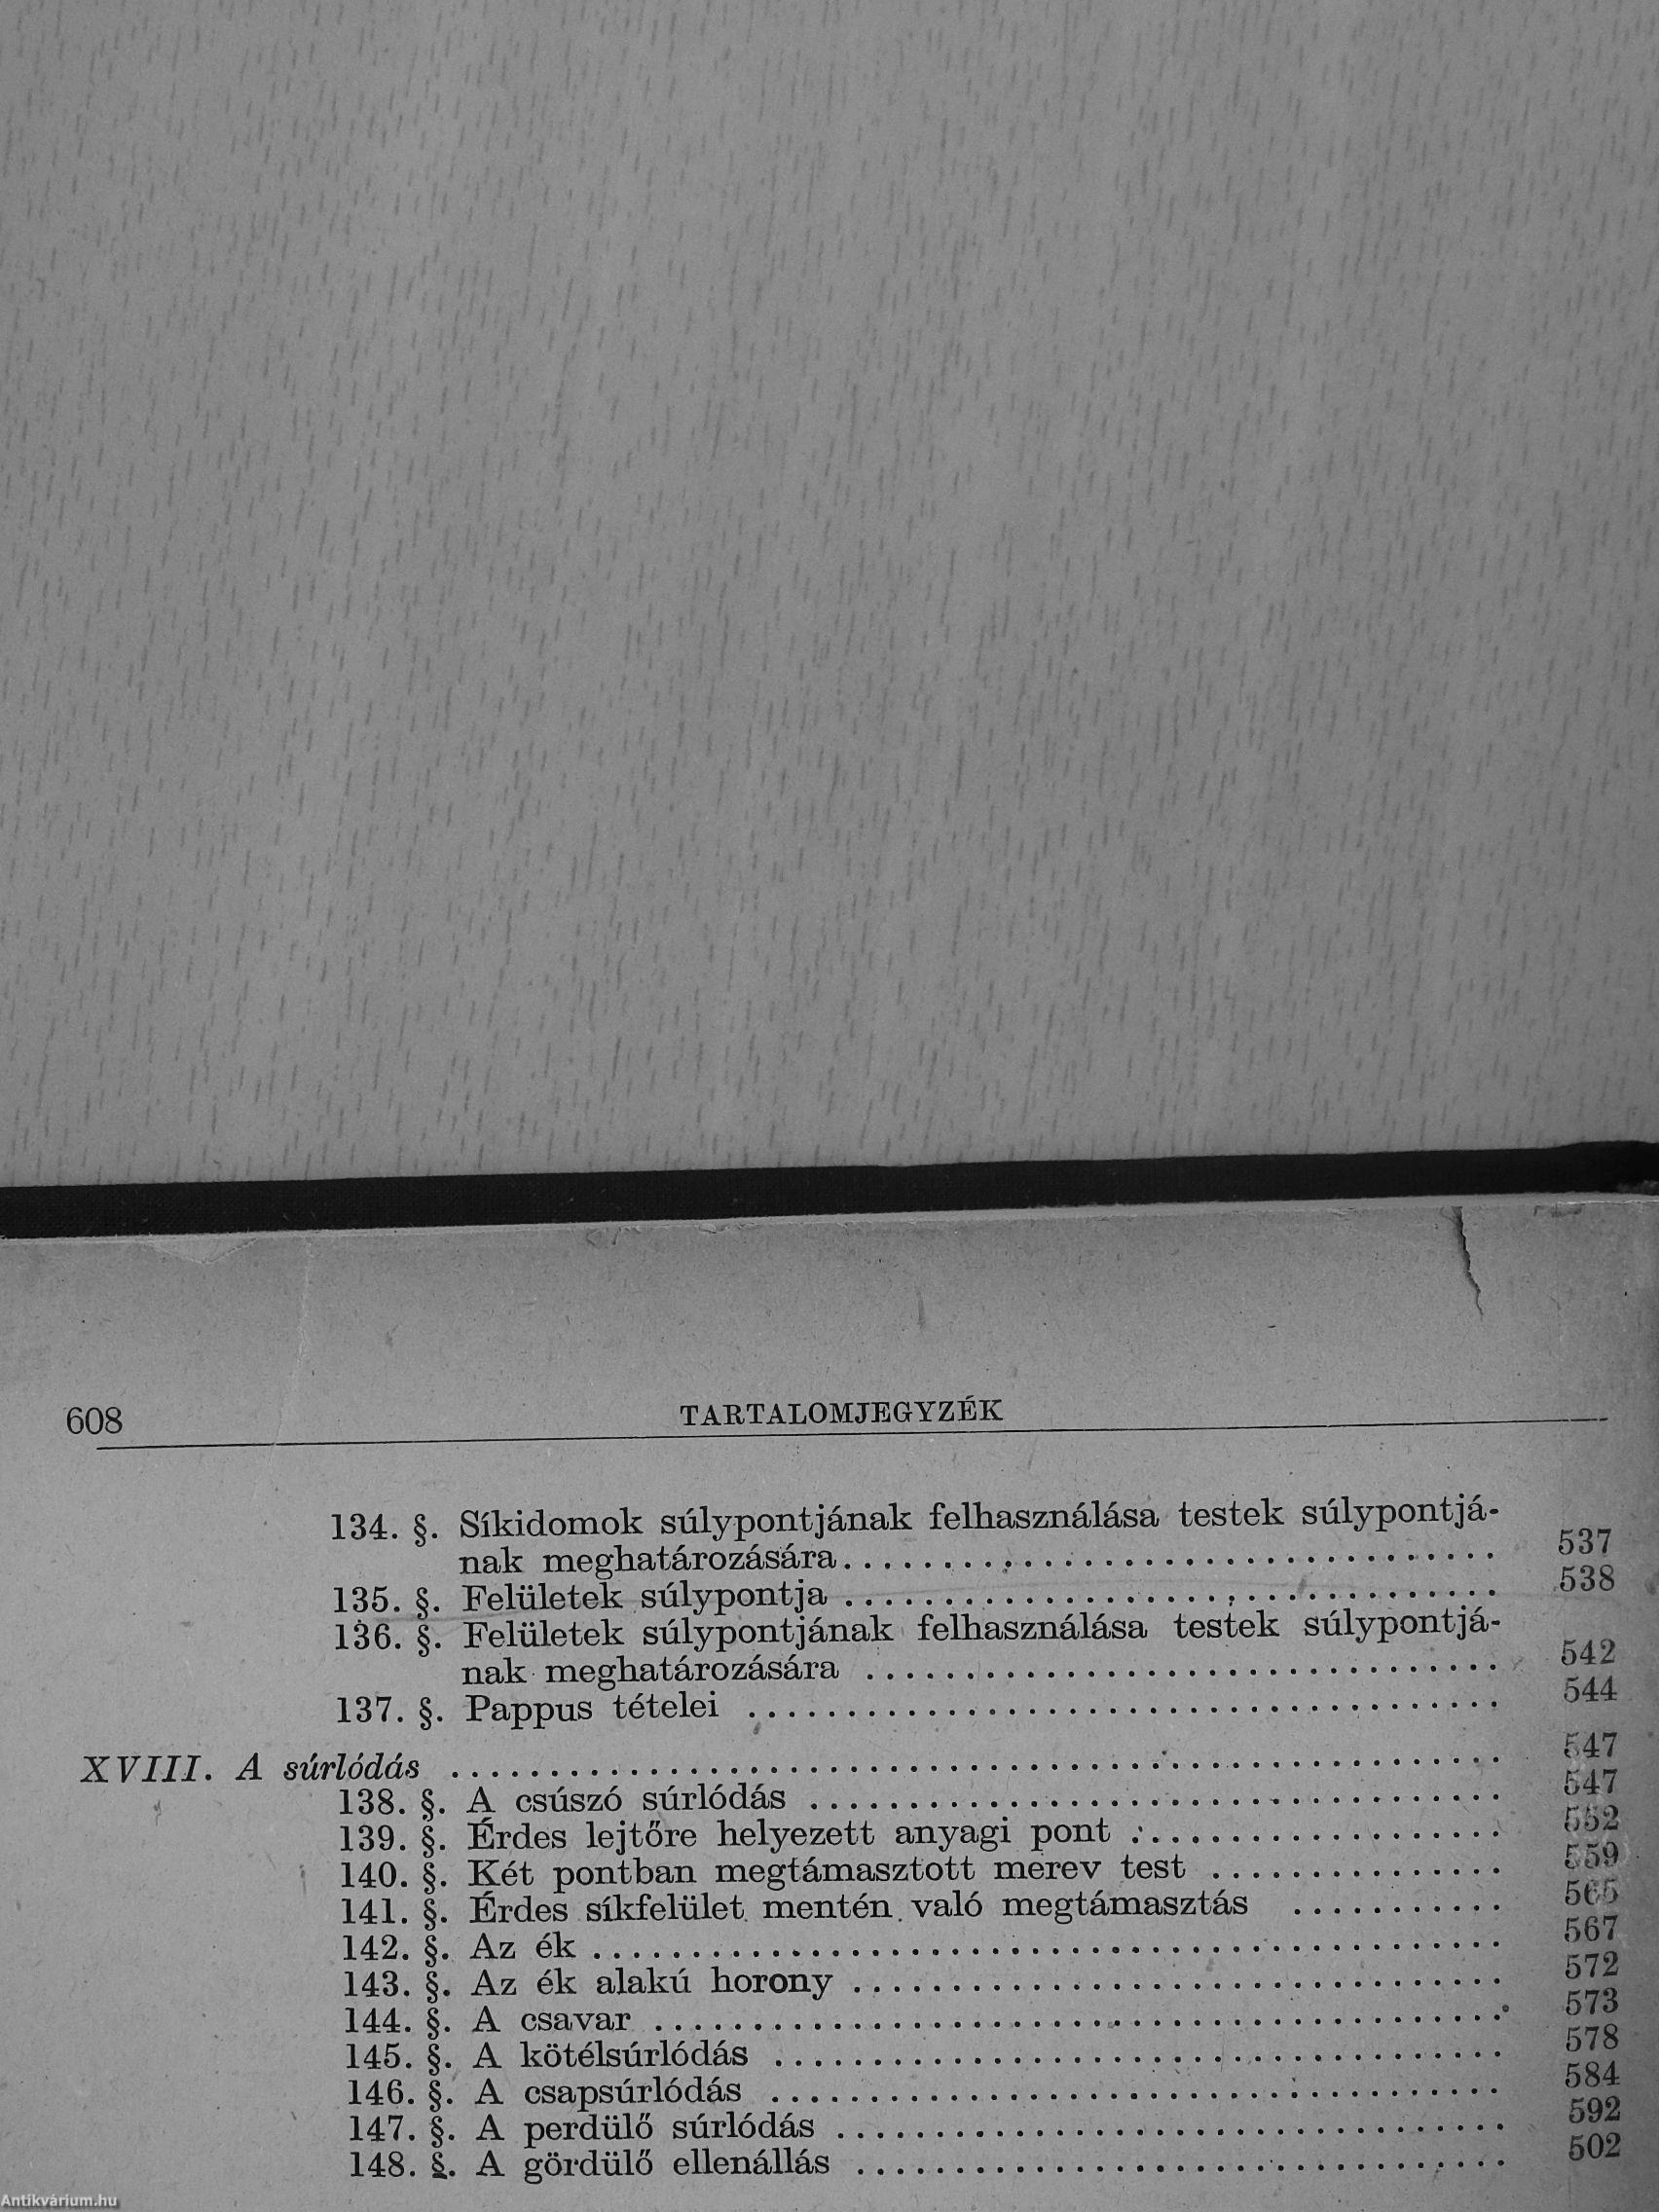 608 TARTALOMJEGYZÉK
134. §. Síkidomok súlypontjának felhasználása testek súlypontjá-
nak meghatározására 537
135. §. Felületek súlypontja 538
136. §. Felületek súlypontjának felhasználása testek súlypontjá-
nak meghatározására 542
137. §. Pappus tételei 544
XVIII. A súrlódás 547
138. §. A csúszó súrlódás 547
139. §. Érdes lejtőre helyezett anyagi pont 552
140. §. Két pontban megtámasztott merev test 559
141. §. Érdes síkfelület mentén való megtámasztás 565
142. §. Az ék 567
143. §. Az ék alakú horony 572
144. §. A csavar 573
145. §. A kötélsúrlódás 578
146. §. A csapsúrlódás 584
147. §. A perdülő súrlódás 592
148. §. A gördülő ellenállás 502
Antikvárium.hu